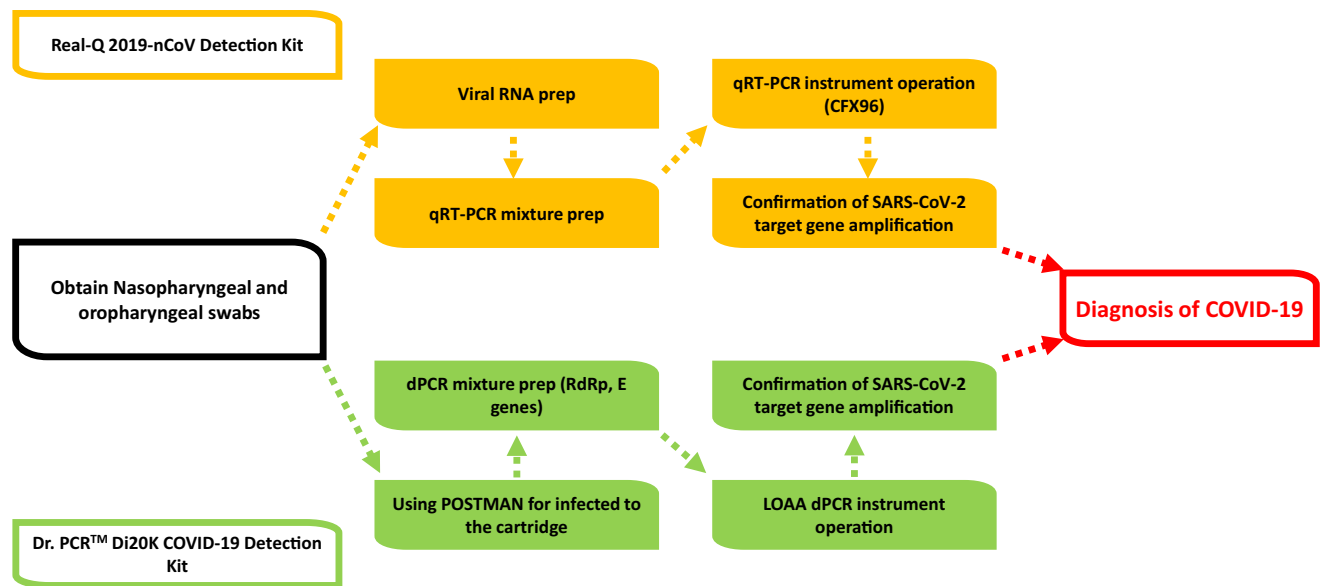 Real-Q 2019-nCoV Detection Kit
Viral RNA prep
qRT-PCR instrument operation
(CFX96)
qRT-PCR mixture prep
Confirmation of SARS-CoV-2
target gene amplification
Obtain Nasopharyngeal and
oropharyngeal swabs
Diagnosis of COVID-19
dPCR mixture prep (RdRp, E
genes)
Confirmation of SARS-CoV-2
target gene amplification
Using POSTMAN for infected to
the cartridge
LOAA dPCR instrument
operation
Dr. PCR™ Di20K COVID-19 Detection
Kit